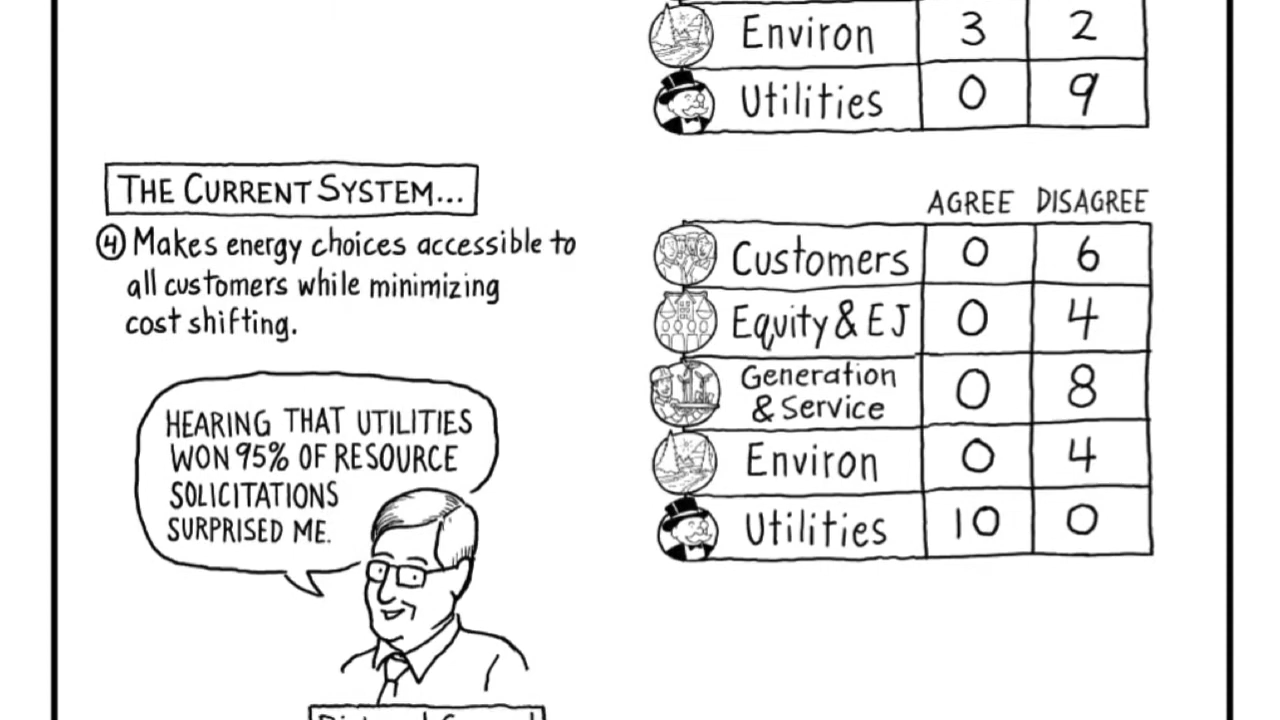 Environ 3 2
Utilities 0 9
THE CURRENT SYSTEM...
④ Makes energy choices accessible to
all customers while minimizing
cost shifting.
HEARING THAT UTILITIES
WON 95% OF RESOURCE
SOLICITATIONS
SURPRISED ME.
AGREE DISAGREE
Customers 0 6
Equity & EJ 0 4
Generation
& Service 0 8
Environ 0 4
Utilities 10 0